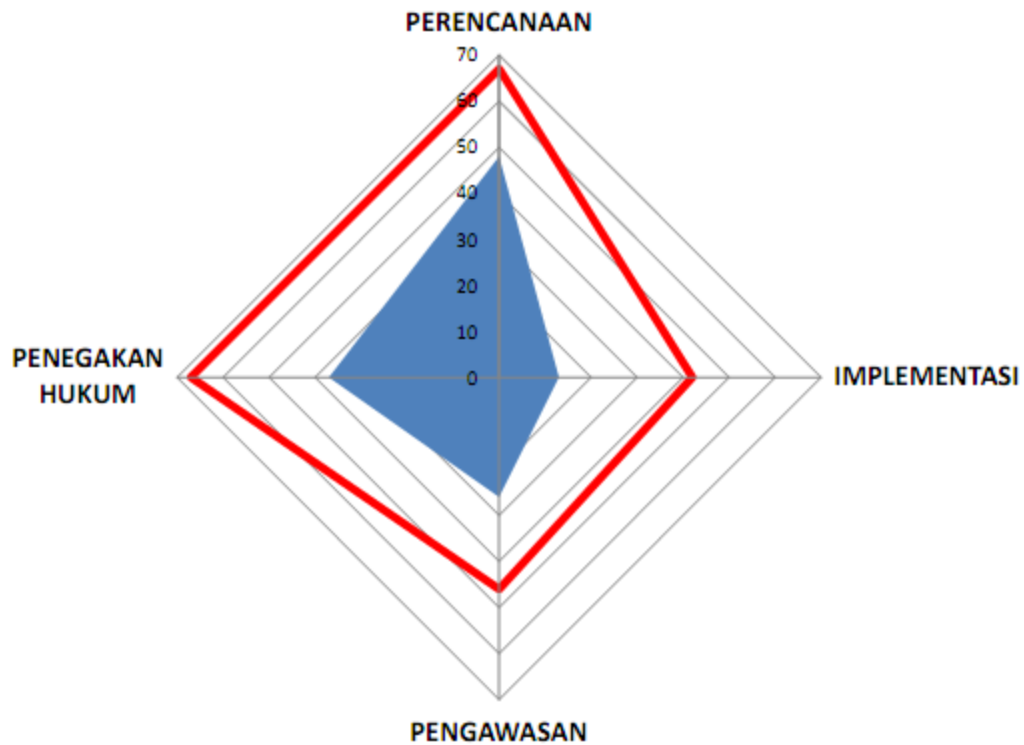 PERENCANAAN
70
60
50
40
30
20
10
0
PENEGAKAN
HUKUM
IMPLEMENTASI
PENGAWASAN